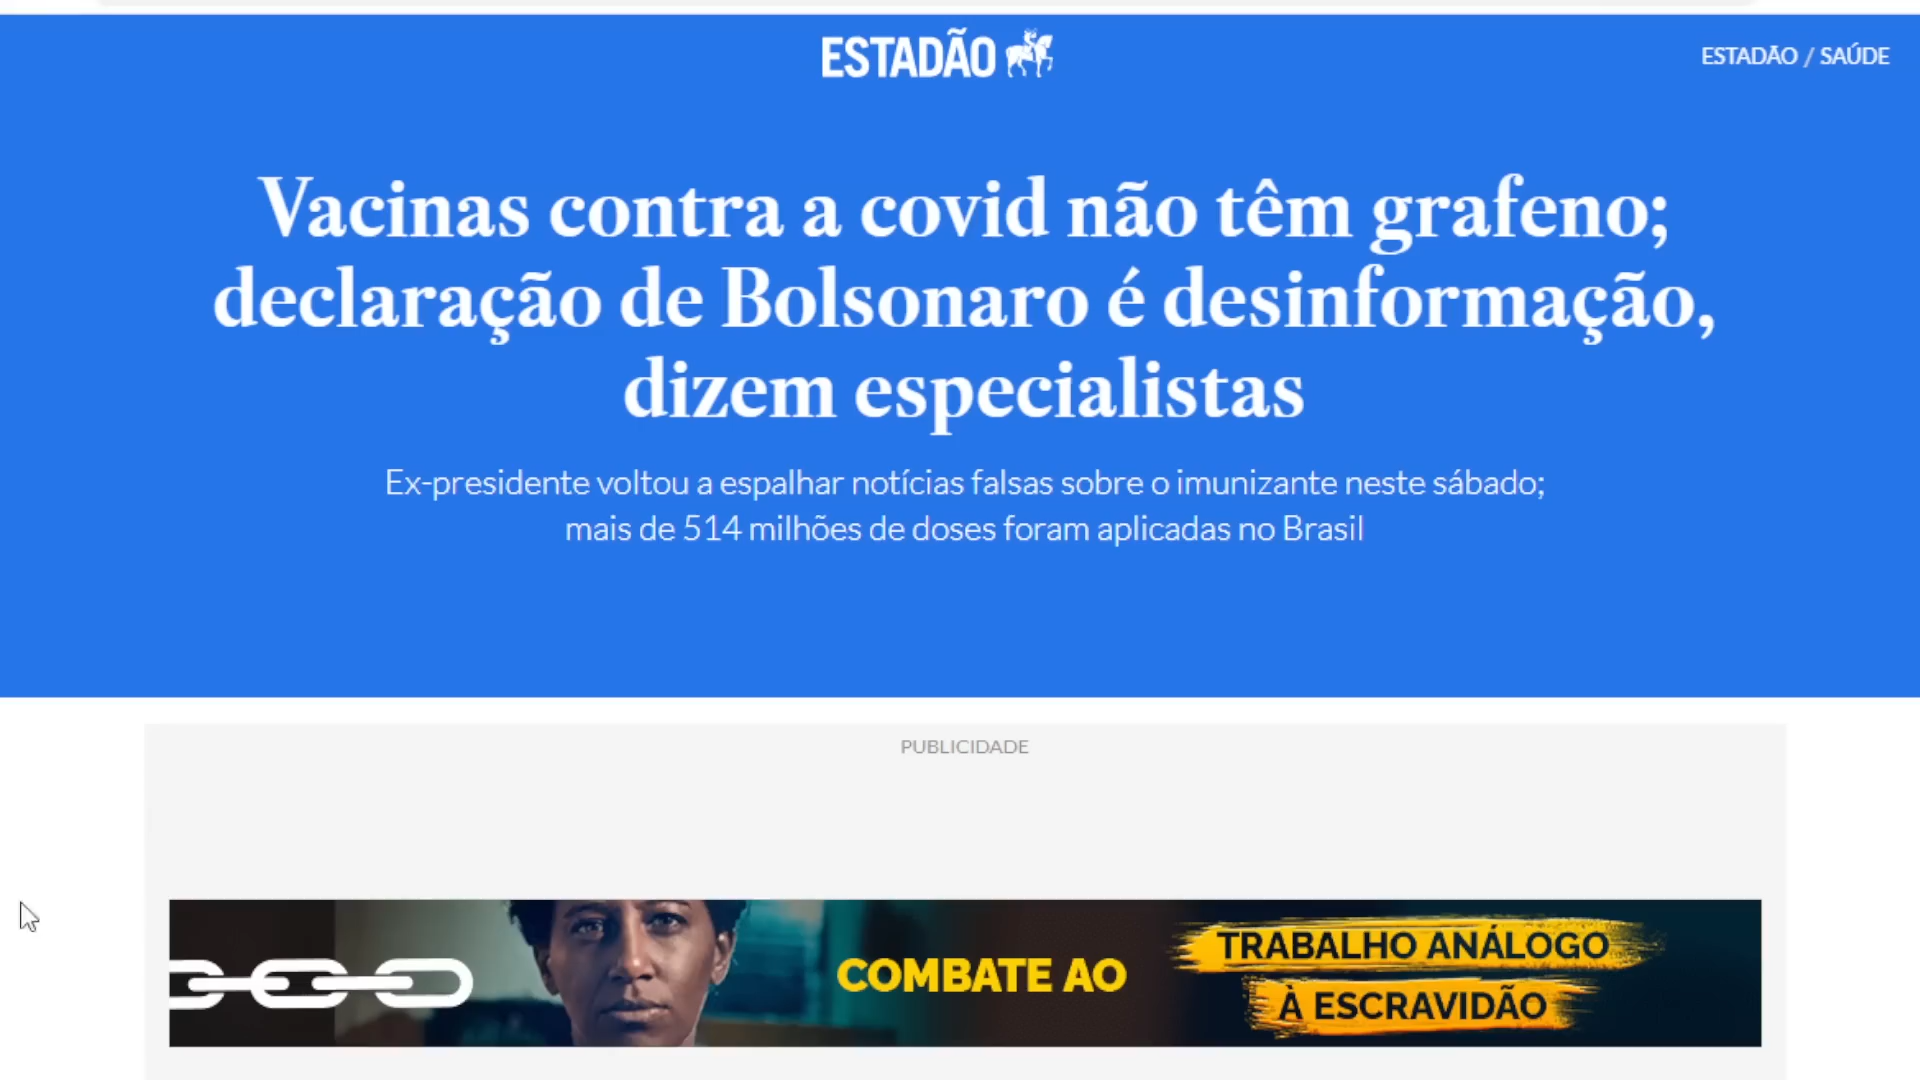 ESTADÃO
ESTADÃO / SAÚDE
Vacinas contra a covid não têm grafeno;
declaração de Bolsonaro é desinformação,
dizem especialistas
Ex-presidente voltou a espalhar notícias falsas sobre o imunizante neste sábado;
mais de 514 milhões de doses foram aplicadas no Brasil
PUBLICIDADE
COMBATE AO
TRABALHO ANÁLOGO
À ESCRAVIDÃO